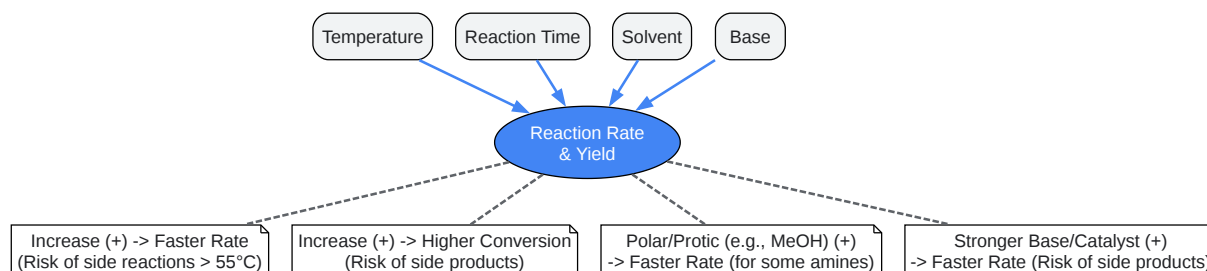 Temperature
Reaction Time
Solvent
Base
Reaction Rate
& Yield
Increase (+) -> Faster Rate
(Risk of side reactions > 55°C)
Increase (+) -> Higher Conversion
(Risk of side products)
Polar/Protic (e.g., MeOH) (+)
-> Faster Rate (for some amines)
Stronger Base/Catalyst (+)
-> Faster Rate (Risk of side products)